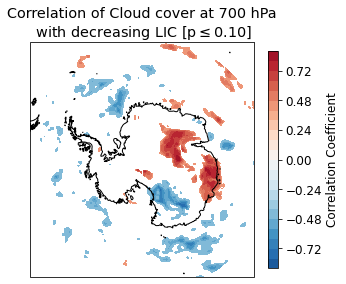 Correlation of Cloud cover at 700 hPa
with decreasing LIC [p ≤ 0.10]
0.72
0.48
0.24
0.00
−0.24
−0.48
−0.72
Correlation Coefficient